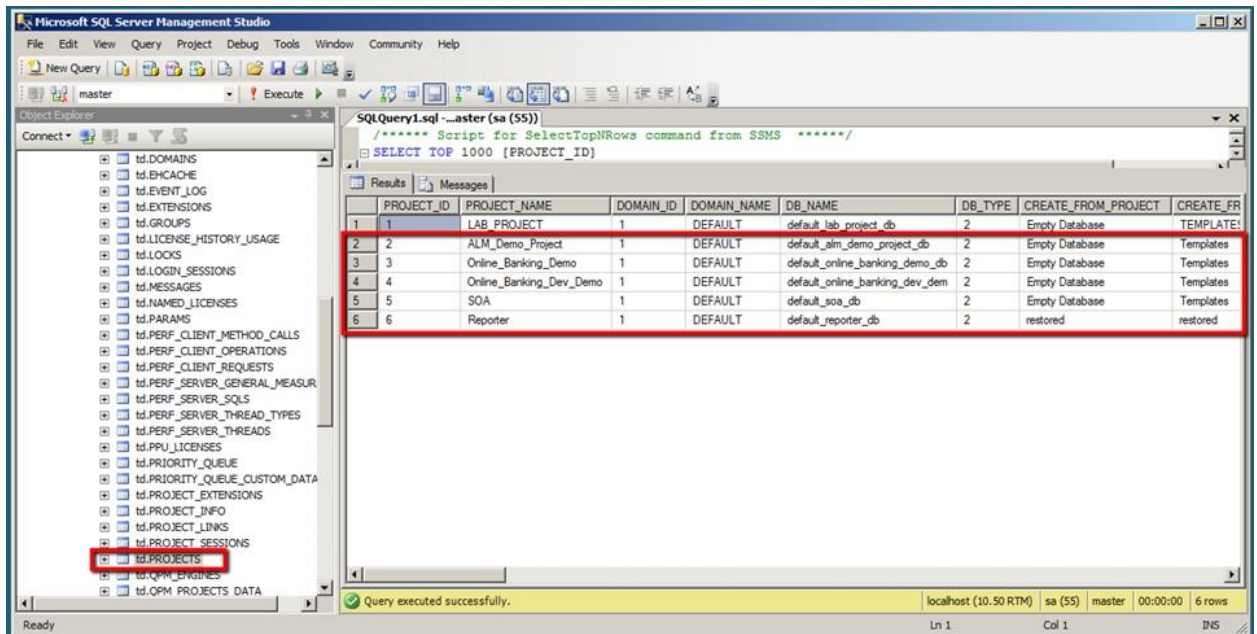 Microsoft SQL Server Management Studio
File Edit View Query Project Debug Tools Window Community Help
New Query
master Execute
Object Explorer
SQLQuery1.sql -...aster (sa (55))
Connect
/****** Script for SelectTopNRows command from SSMS ******/
SELECT TOP 1000 [PROJECT_ID]
td.DOMAINS
td.EHCACHE
td.EVENT_LOG
td.EXTENSIONS
td.GROUPS
td.LICENSE_HISTORY_USAGE
td.LOCKS
td.LOGIN_SESSIONS
td.MESSAGES
td.NAMED_LICENSES
td.PARAMS
td.PERF_CLIENT_METHOD_CALLS
td.PERF_CLIENT_OPERATIONS
td.PERF_CLIENT_REQUESTS
td.PERF_SERVER_GENERAL_MEASUR
td.PERF_SERVER_SQLS
td.PERF_SERVER_THREAD_TYPES
td.PERF_SERVER_THREADS
td.PPU_LICENSES
td.PRIORITY_QUEUE
td.PRIORITY_QUEUE_CUSTOM_DATA
td.PROJECT_EXTENSIONS
td.PROJECT_INFO
td.PROJECT_LINKS
td.PROJECT_SESSIONS
td.PROJECTS
td.QPM_ENGINES
td.QPM_PROJECTS_DATA
Results Messages
PROJECT_ID PROJECT_NAME DOMAIN_ID DOMAIN_NAME DB_NAME DB_TYPE CREATE_FROM_PROJECT CREATE_FR
1 1 LAB_PROJECT 1 DEFAULT default_lab_project_db 2 Empty Database TEMPLATES
2 2 ALM_Demo_Project 1 DEFAULT default_alm_demo_project_db 2 Empty Database Templates
3 3 Online_Banking_Demo 1 DEFAULT default_online_banking_demo_db 2 Empty Database Templates
4 4 Online_Banking_Dev_Demo 1 DEFAULT default_online_banking_dev_dem 2 Empty Database Templates
5 5 SOA 1 DEFAULT default_soa_db 2 Empty Database Templates
6 6 Reporter 1 DEFAULT default_reporter_db 2 restored restored
Query executed successfully. localhost (10.50 RTM) sa (55) master 00:00:00 6 rows
Ready Ln 1 Col 1 INS